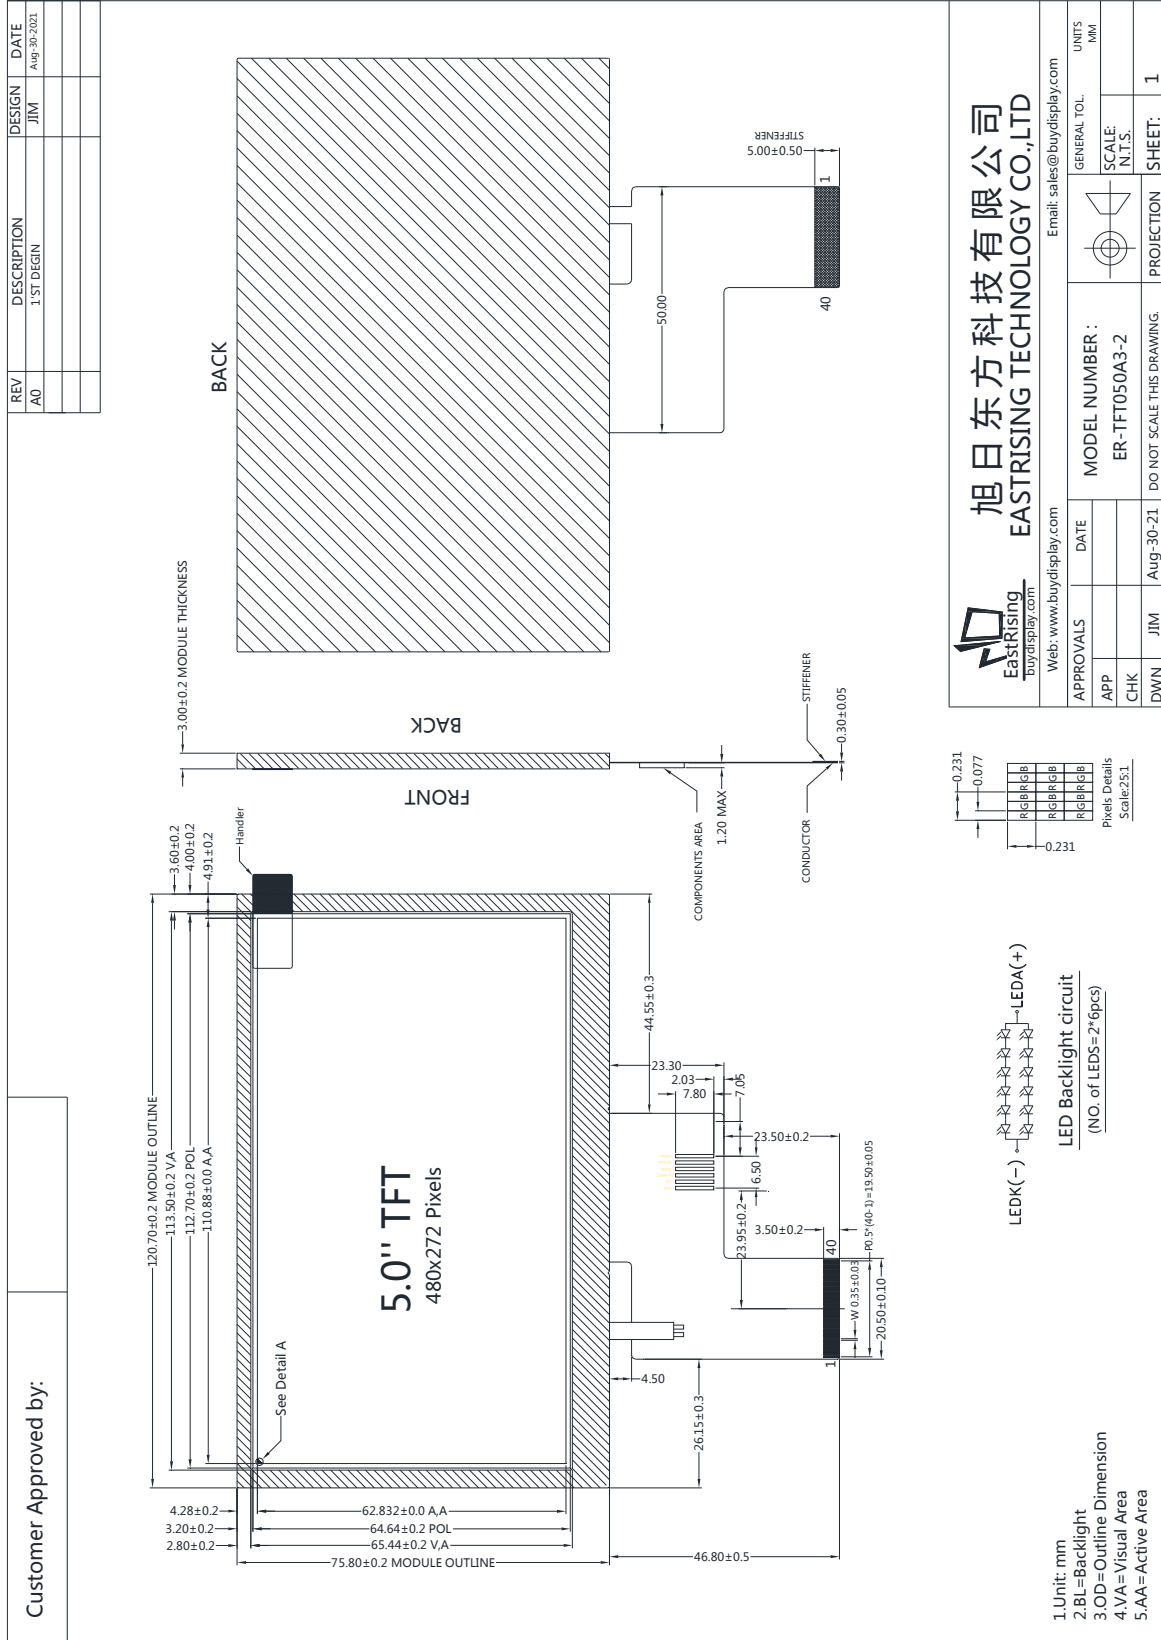 Customer Approved by:
REV DESCRIPTION DESIGN DATE
A0 1'ST DEGIN JIM Aug-30-2021
120.70±0.2 MODULE OUTLINE
113.50±0.2 V,A
112.70±0.2 POL
110.88±0.0 A,A
3.60±0.2
4.00±0.2
4.91±0.2
Handler
4.28±0.2
3.20±0.2
2.80±0.2
62.832±0.0 A,A
64.64±0.2 POL
65.44±0.2 V,A
75.80±0.2 MODULE OUTLINE
See Detail A
5.0'' TFT
480x272 Pixels
46.80±0.5
26.15±0.3
4.50
44.55±0.3
23.30
2.03
7.80
7.05
23.50±0.2
6.50
23.95±0.2
3.50±0.2
1
40
W 0.35±0.03
P0.5*(40-1)=19.50±0.05
20.50±0.10
3.00±0.2 MODULE THICKNESS
FRONT
BACK
COMPONENTS AREA
1.20 MAX
CONDUCTOR
STIFFENER
0.30±0.05
BACK
50.00
STIFFENER
5.00±0.50
40
1
1.Unit: mm
2.BL=Backlight
3.OD=Outline Dimension
4.VA=Visual Area
5.AA=Active Area
LEDK(-)
LEDA(+)
LED Backlight circuit
(NO. of LEDS=2*6pcs)
0.231
0.077
0.231
R G B R G B
R G B R G B
R G B R G B
Pixels Details
Scale:25:1
EastRising
buydisplay.com
旭日东方科技有限公司
EASTRISING TECHNOLOGY CO.,LTD
Web: www.buydisplay.com Email: sales@buydisplay.com
APPROVALS DATE
APP
CHK
DWN JIM Aug-30-21
MODEL NUMBER :
ER-TFT050A3-2
DO NOT SCALE THIS DRAWING.
PROJECTION
GENERAL TOL. UNITS
MM
SCALE:
N.T.S.
SHEET: 1